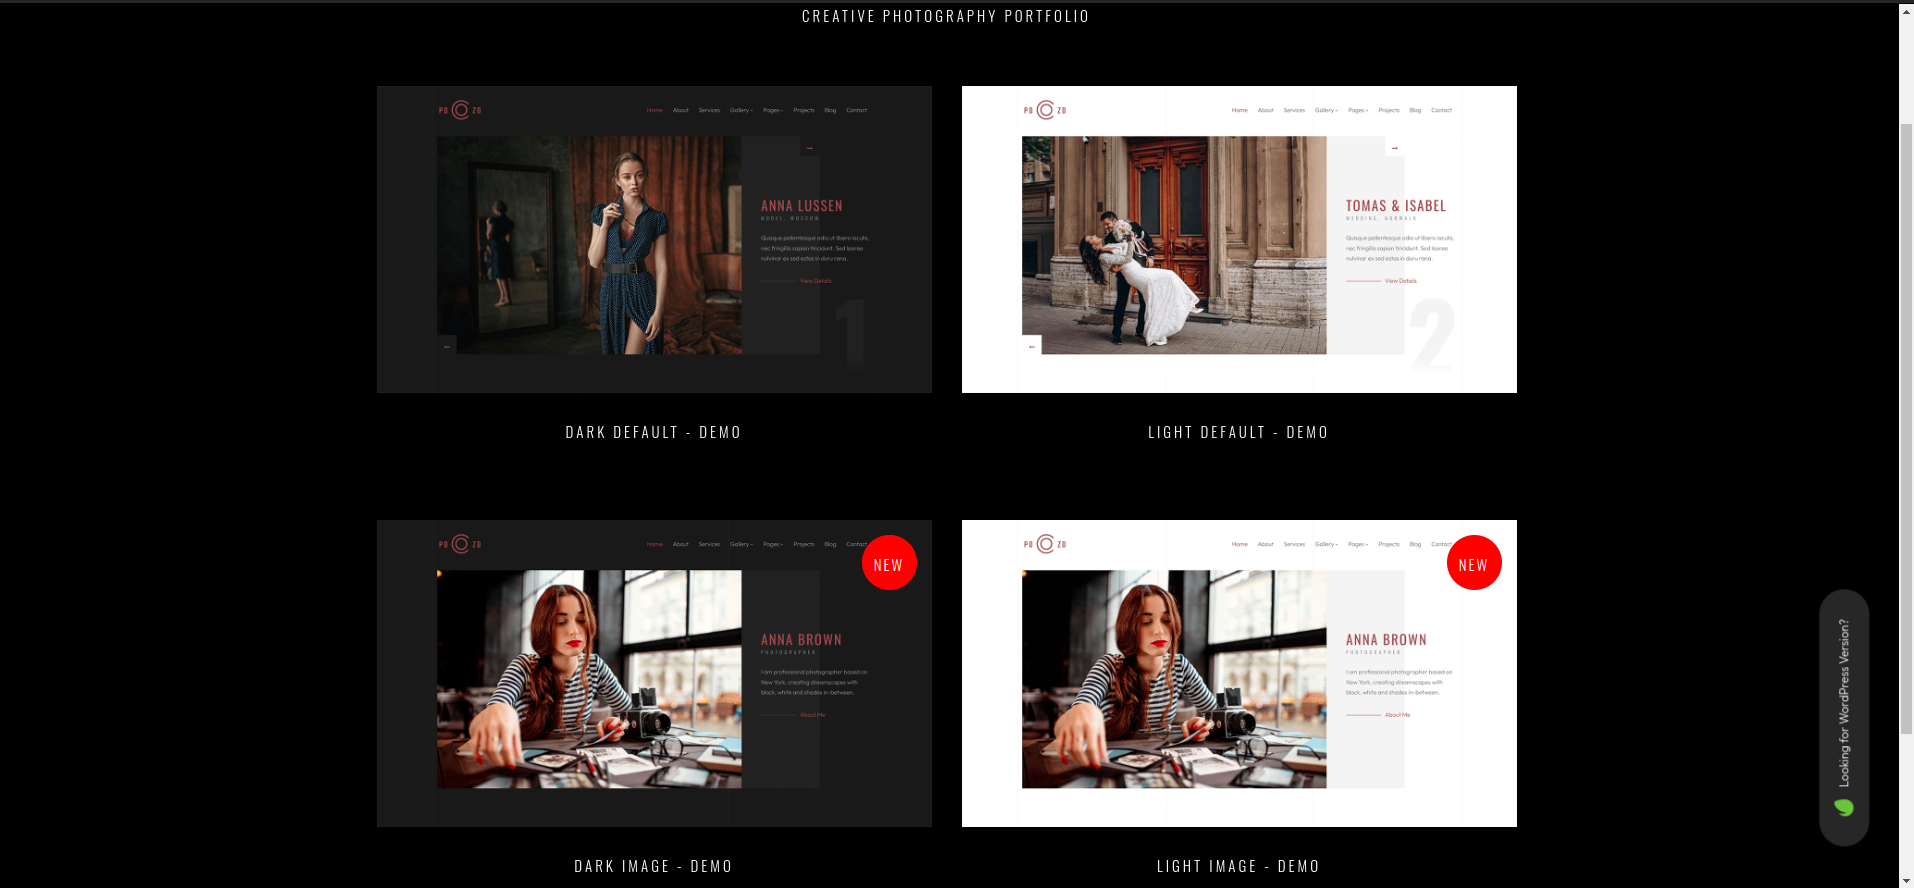 CREATIVE PHOTOGRAPHY PORTFOLIO
PO ZO
Home About Services Gallery Pages Projects Blog Contact
→
ANNA LUSSEN
MODEL, MOSCOW
Quisque pellentesque odio ut libero iaculis,
nec fringilla sapien tincidunt. Sed laoree
nulvinar ex sed estos in duru rana.
View Details
1
←
DARK DEFAULT - DEMO
PO ZO
Home About Services Gallery Pages Projects Blog Contact
→
TOMAS & ISABEL
WEDDING, NORWALK
Quisque pellentesque odio ut libero iaculis,
nec fringilla sapien tincidunt. Sed laoree
nulvinar ex sed estos in duru rana.
View Details
2
←
LIGHT DEFAULT - DEMO
PO ZO
Home About Services Gallery Pages Projects Blog Contact
NEW
ANNA BROWN
PHOTOGRAPHER
I am professional photographer based on
New York, creating dreamscapes with
black, white and shades in-between.
About Me
DARK IMAGE - DEMO
PO ZO
Home About Services Gallery Pages Projects Blog Contact
NEW
ANNA BROWN
PHOTOGRAPHER
I am professional photographer based on
New York, creating dreamscapes with
black, white and shades in-between.
About Me
LIGHT IMAGE - DEMO
Looking for WordPress Version?